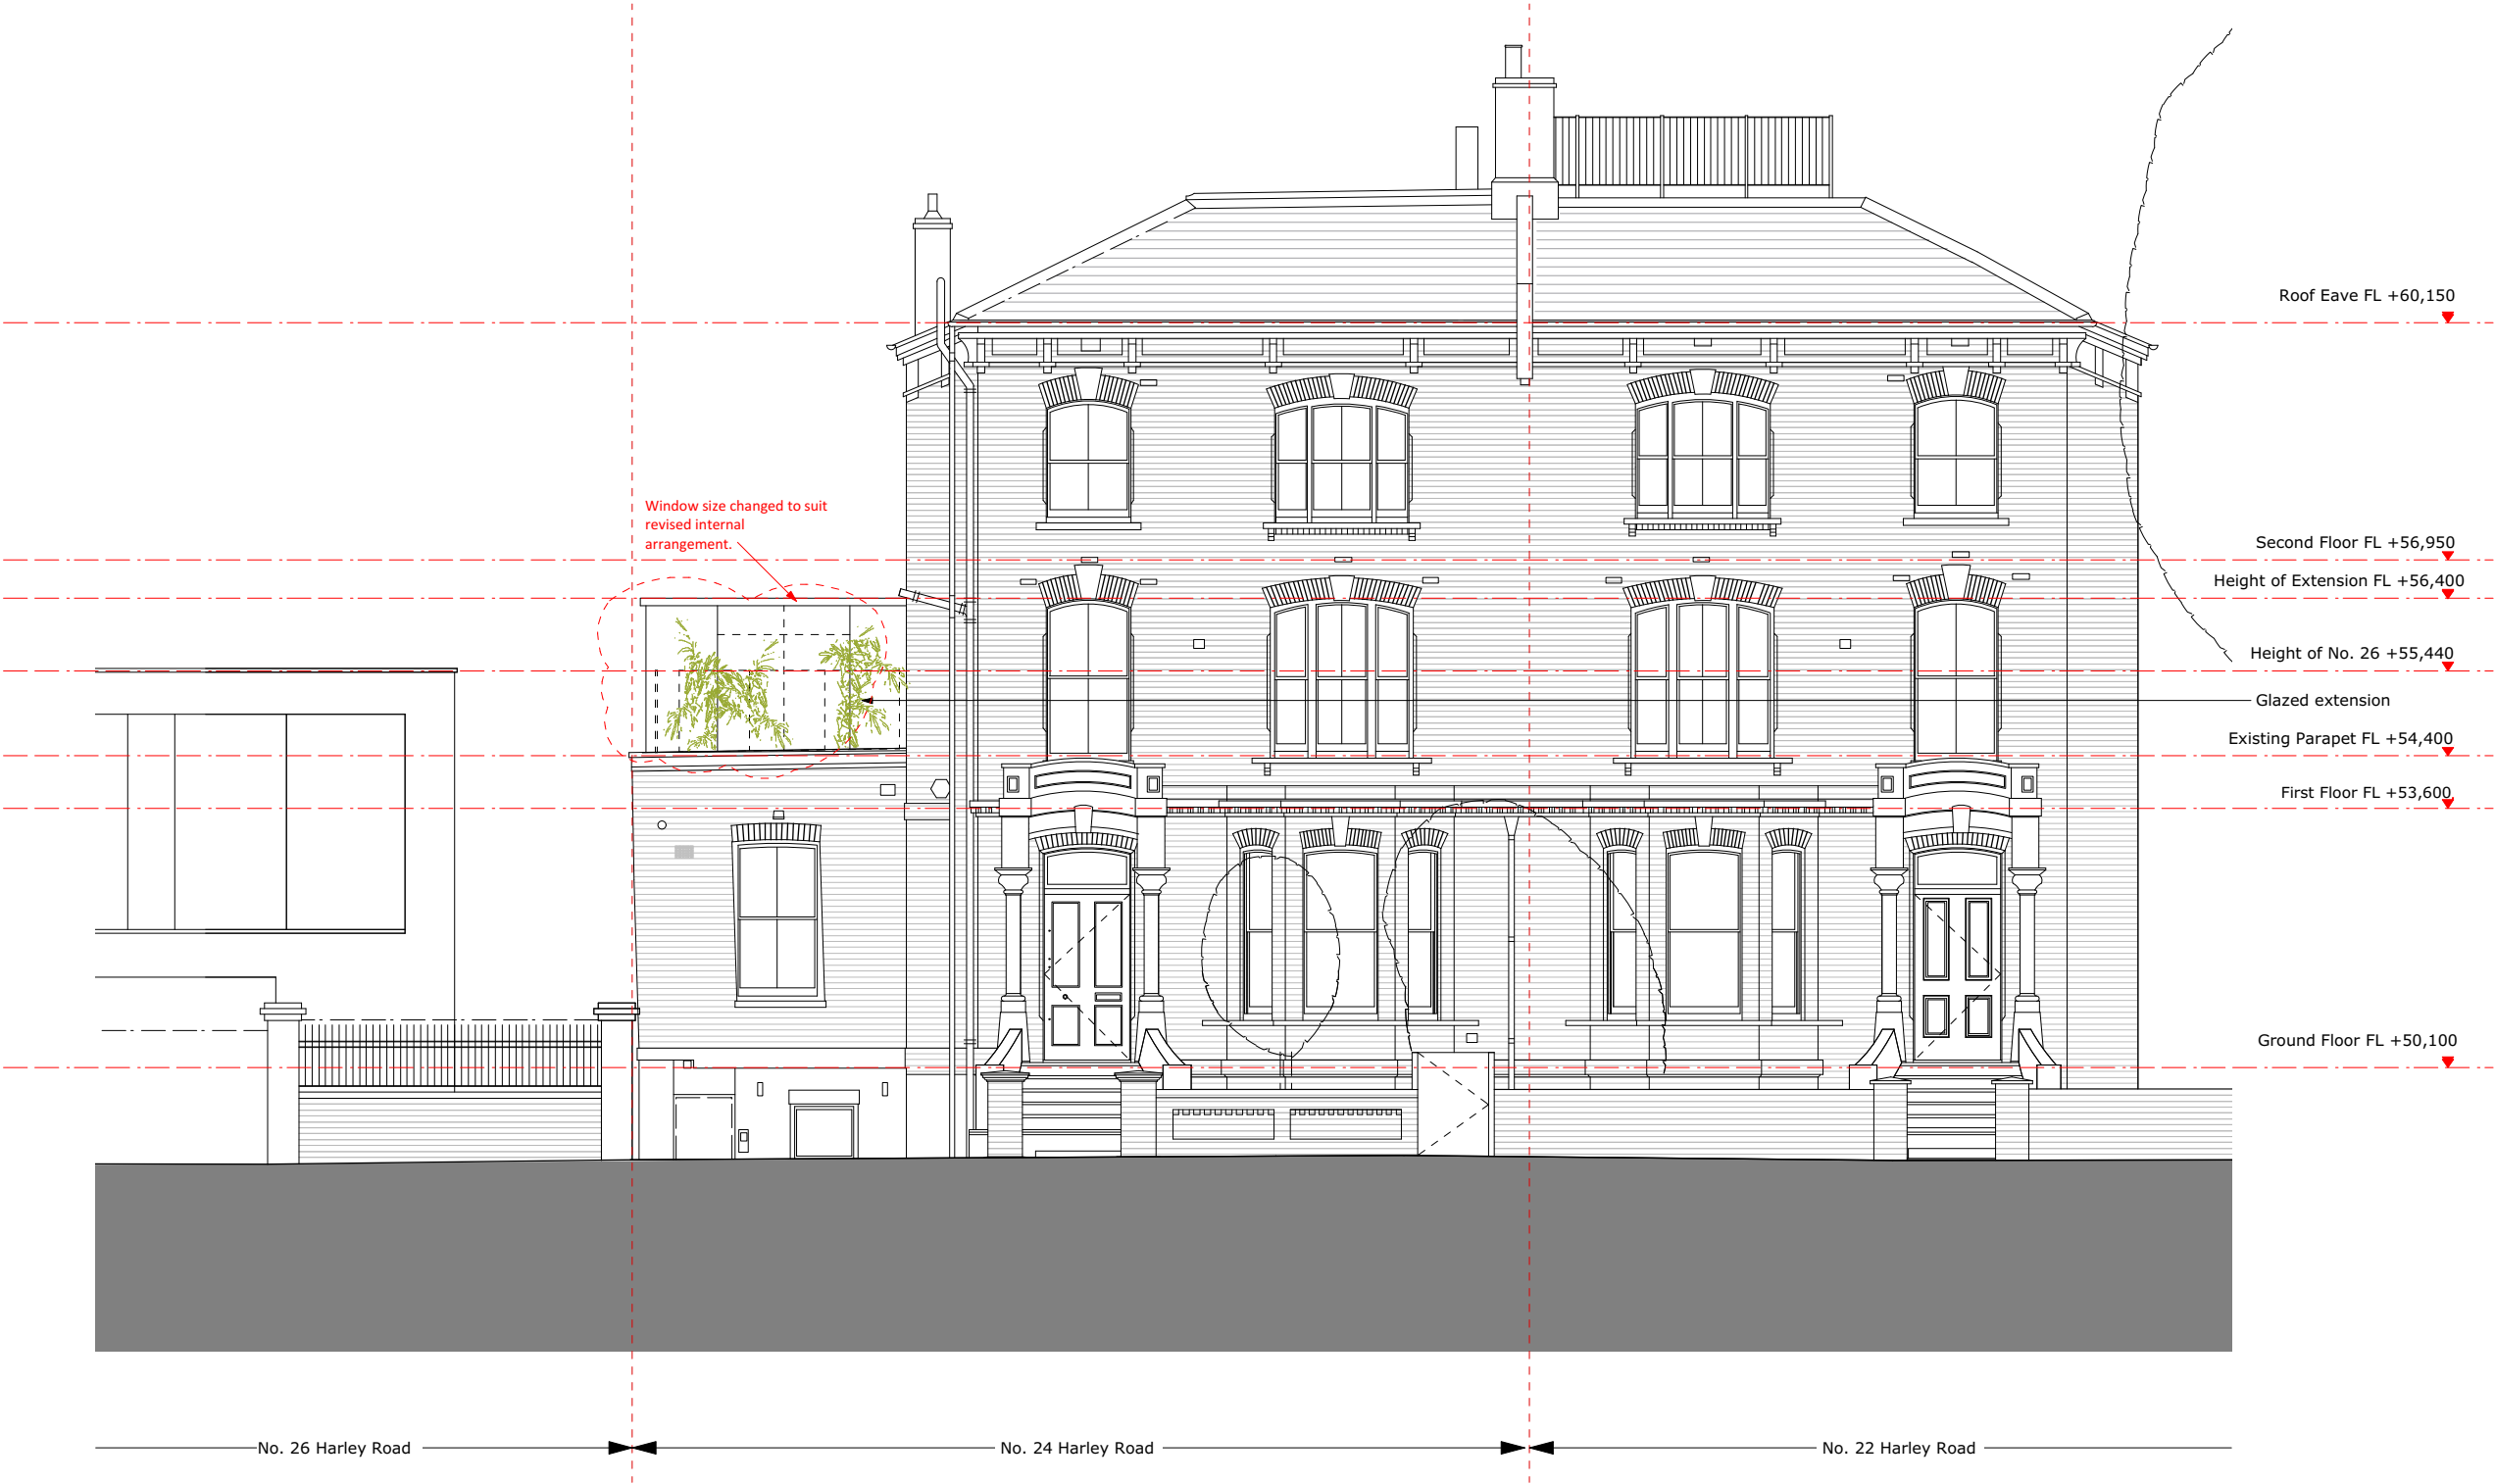 Roof Eave FL +60,150
Window size changed to suit
revised internal
arrangement.
Second Floor FL +56,950
Height of Extension FL +56,400
Height of No. 26 +55,440
Glazed extension
Existing Parapet FL +54,400
First Floor FL +53,600
Ground Floor FL +50,100
No. 26 Harley Road
No. 24 Harley Road
No. 22 Harley Road